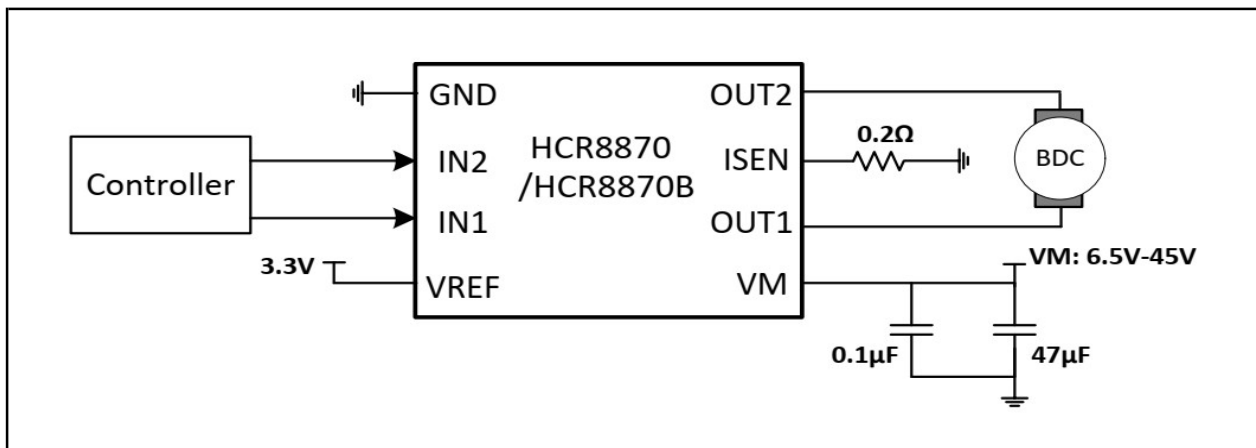 GND
OUT2
Controller
IN2
HCR8870
/HCR8870B
ISEN
0.2Ω
BDC
IN1
OUT1
3.3V
VREF
VM
VM: 6.5V-45V
0.1μF
47μF